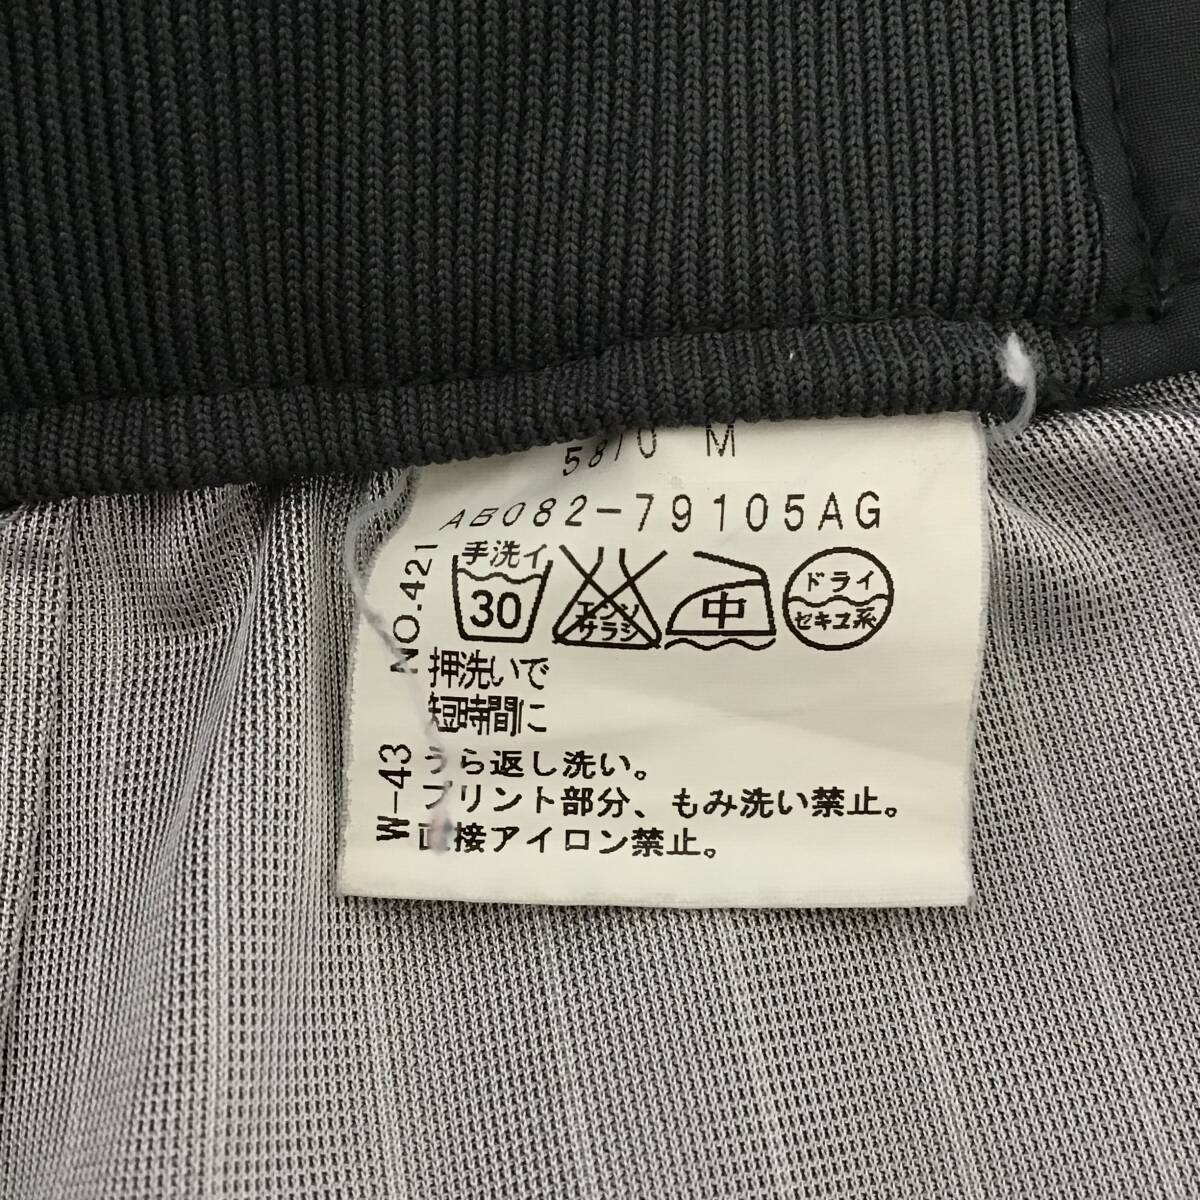 58/0 M
AB082-79105AG
手洗イ
30
エンソ
サラシ
中
ドライ
セキユ系
押洗いで
短時間に
うら返し洗い。
プリント部分、もみ洗い禁止。
直接アイロン禁止。
NO.421
W-43